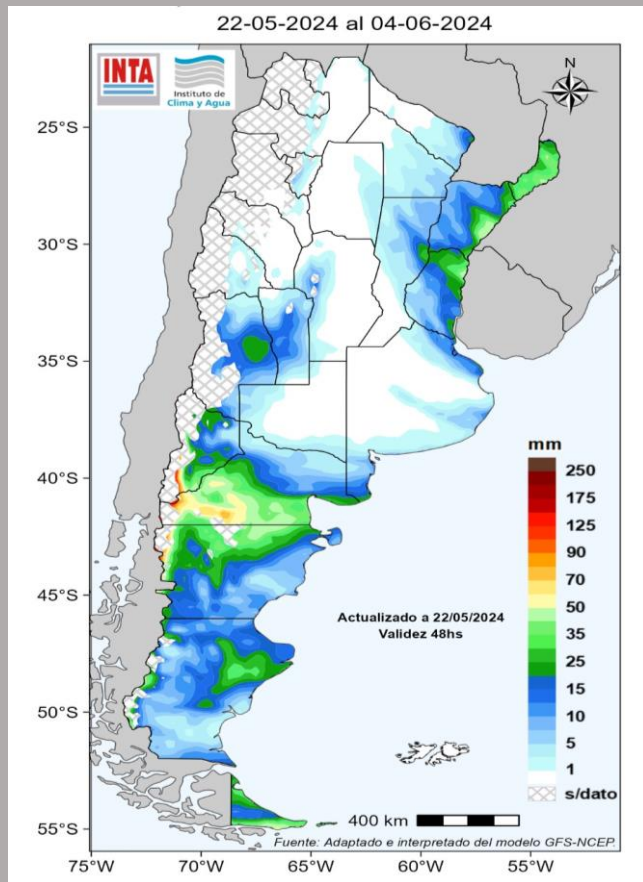 22-05-2024 al 04-06-2024
INTA
Instituto de
Clima y Agua
N
25°S
30°S
35°S
40°S
45°S
50°S
55°S
mm
250
175
125
90
70
50
35
25
15
10
5
1
s/dato
Actualizado a 22/05/2024
Validez 48hs
400 km
Fuente: Adaptado e interpretado del modelo GFS-NCEP.
75°W
70°W
65°W
60°W
55°W